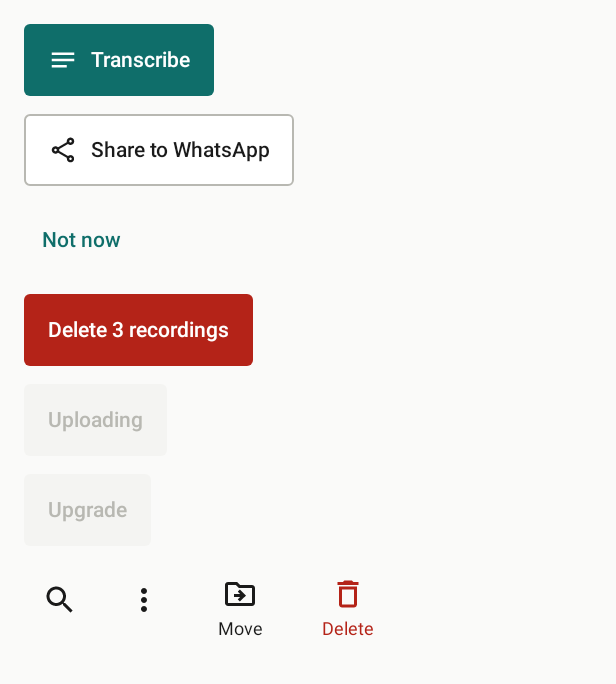 Transcribe
Share to WhatsApp
Not now
Delete 3 recordings
Uploading
Upgrade
Move
Delete